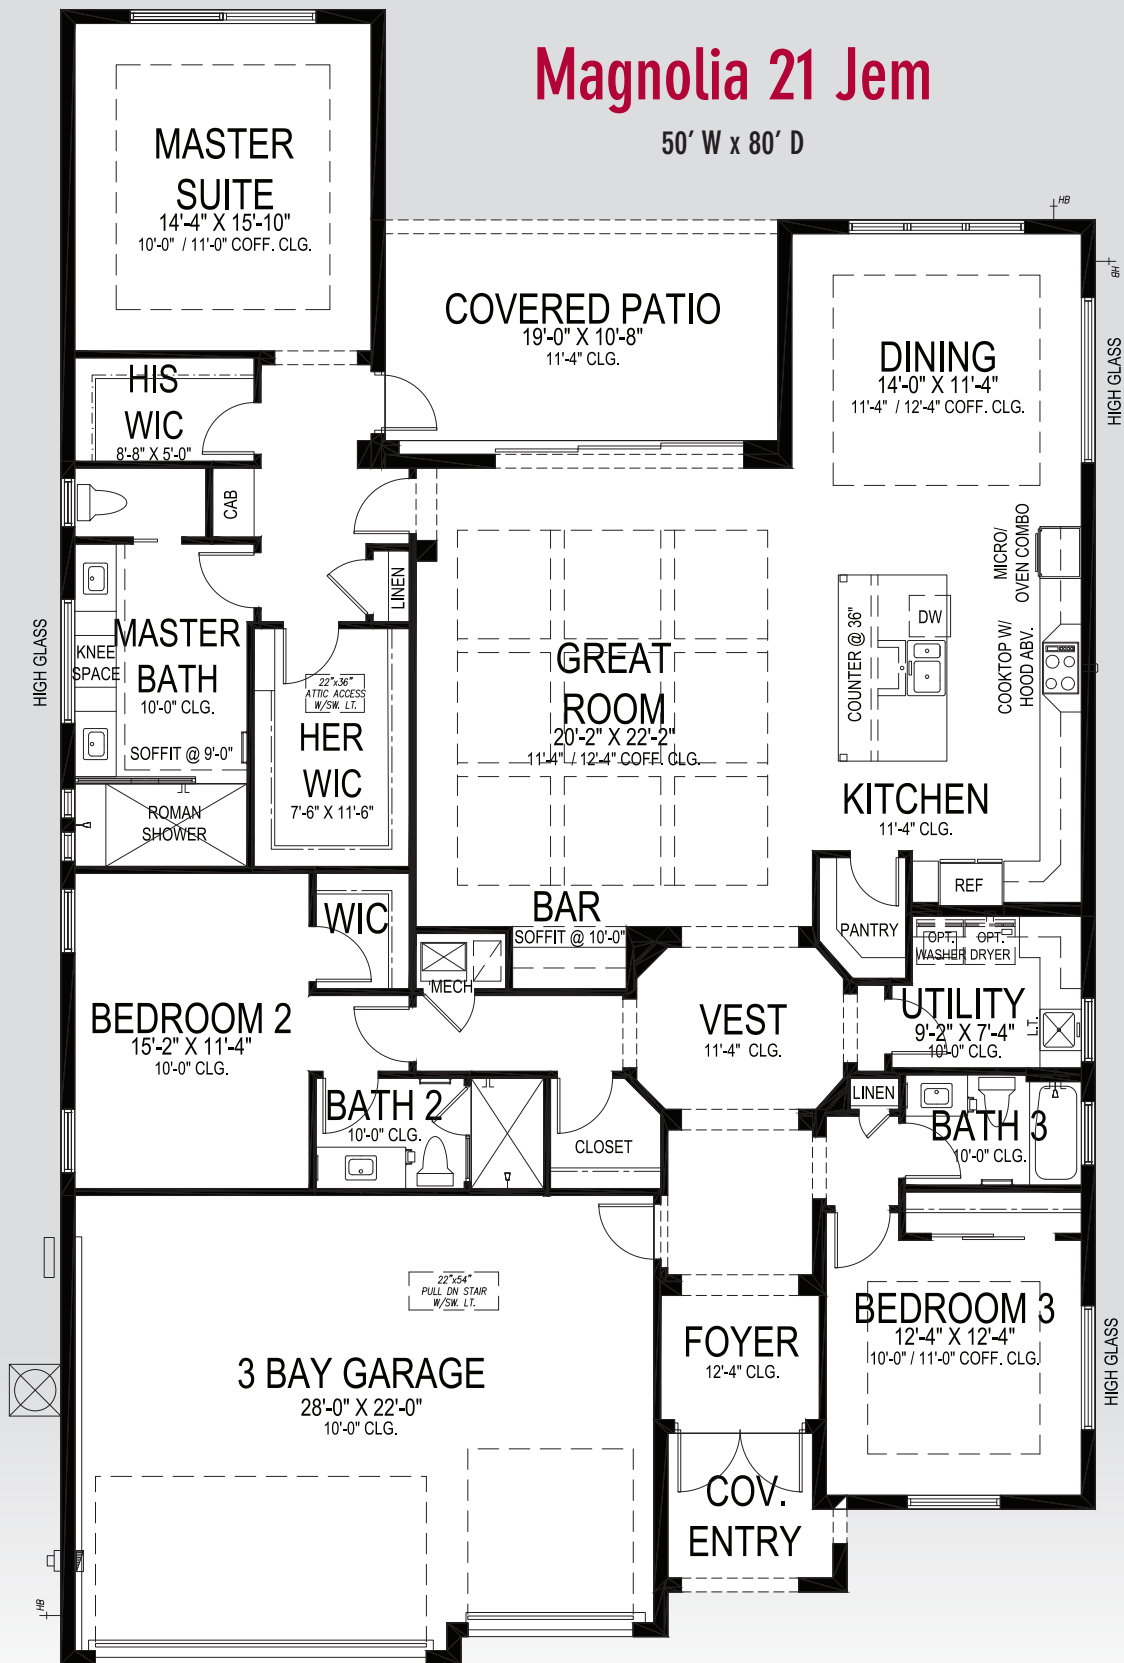 Magnolia 21 Jem
50' W x 80' D
MASTER
SUITE
14'-4" X 15'-10"
10'-0" / 11'-0" COFF. CLG.
HB
HB
COVERED PATIO
19'-0" X 10'-8"
11'-4" CLG.
DINING
14'-0" X 11'-4"
11'-4" / 12'-4" COFF. CLG.
HIGH GLASS
HIS
WIC
8'-8" X 5'-0"
CAB
LINEN
MICRO/
OVEN COMBO
DW
COUNTER @ 36"
COOKTOP W/
HOOD ABV.
HIGH GLASS
KNEE
SPACE
MASTER
BATH
10'-0" CLG.
SOFFIT @ 9'-0"
22"x36"
ATTIC ACCESS
W/SW. LT.
HER
WIC
7'-6" X 11'-6"
GREAT
ROOM
20'-2" X 22'-2"
11'-4" / 12'-4" COFF. CLG.
KITCHEN
11'-4" CLG.
ROMAN
SHOWER
REF
WIC
BAR
SOFFIT @ 10'-0"
PANTRY
OPT.
WASHER
OPT.
DRYER
MECH
BEDROOM 2
15'-2" X 11'-4"
10'-0" CLG.
VEST
11'-4" CLG.
UTILITY
9'-2" X 7'-4"
10'-0" CLG.
L.T.
LINEN
BATH 2
10'-0" CLG.
CLOSET
BATH 3
10'-0" CLG.
22"x54"
PULL DN STAIR
W/SW. LT.
3 BAY GARAGE
28'-0" X 22'-0"
10'-0" CLG.
FOYER
12'-4" CLG.
BEDROOM 3
12'-4" X 12'-4"
10'-0" / 11'-0" COFF. CLG.
HIGH GLASS
COV.
ENTRY
HB